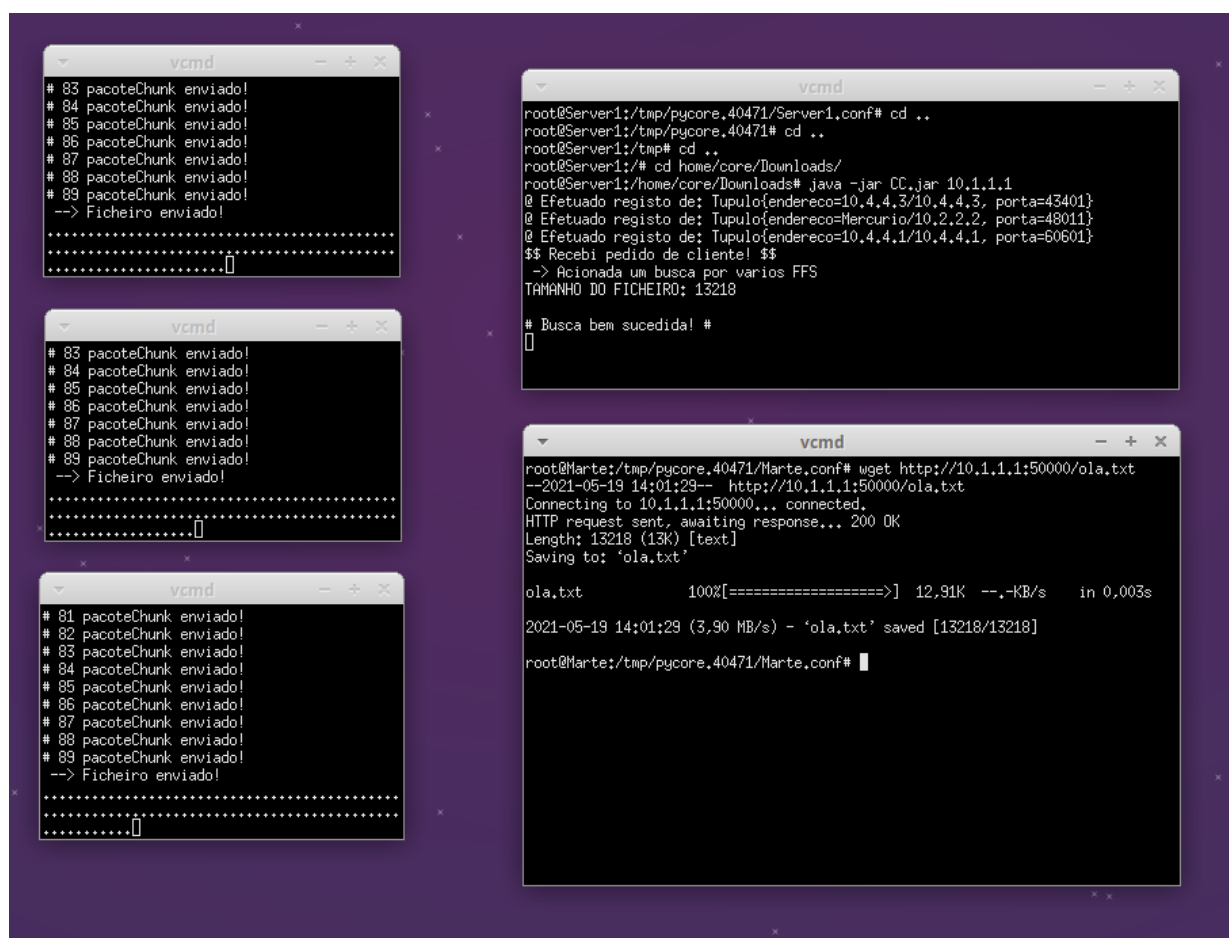 vcmd
# 83 pacoteChunk enviado!
# 84 pacoteChunk enviado!
# 85 pacoteChunk enviado!
# 86 pacoteChunk enviado!
# 87 pacoteChunk enviado!
# 88 pacoteChunk enviado!
# 89 pacoteChunk enviado!
--> Ficheiro enviado!
............................................
............................................
......................
vcmd
# 83 pacoteChunk enviado!
# 84 pacoteChunk enviado!
# 85 pacoteChunk enviado!
# 86 pacoteChunk enviado!
# 87 pacoteChunk enviado!
# 88 pacoteChunk enviado!
# 89 pacoteChunk enviado!
--> Ficheiro enviado!
............................................
............................................
..................
vcmd
# 81 pacoteChunk enviado!
# 82 pacoteChunk enviado!
# 83 pacoteChunk enviado!
# 84 pacoteChunk enviado!
# 85 pacoteChunk enviado!
# 86 pacoteChunk enviado!
# 87 pacoteChunk enviado!
# 88 pacoteChunk enviado!
# 89 pacoteChunk enviado!
--> Ficheiro enviado!
.............................................
.............................................
...........
vcmd
root@Server1:/tmp/pycore.40471/Server1.conf# cd ..
root@Server1:/tmp/pycore.40471# cd ..
root@Server1:/tmp# cd ..
root@Server1:/# cd home/core/Downloads/
root@Server1:/home/core/Downloads# java -jar CC.jar 10.1.1.1
@ Efetuado registo de: Tupulo{endereco=10.4.4.3/10.4.4.3, porta=43401}
@ Efetuado registo de: Tupulo{endereco=Mercurio/10.2.2.2, porta=48011}
@ Efetuado registo de: Tupulo{endereco=10.4.4.1/10.4.4.1, porta=60601}
$$ Recebi pedido de cliente! $$
-> Acionada um busca por varios FFS
TAMANHO DO FICHEIRO: 13218
# Busca bem sucedida! #
vcmd
root@Marte:/tmp/pycore.40471/Marte.conf# wget http://10.1.1.1:50000/ola.txt
--2021-05-19 14:01:29-- http://10.1.1.1:50000/ola.txt
Connecting to 10.1.1.1:50000... connected.
HTTP request sent, awaiting response... 200 OK
Length: 13218 (13K) [text]
Saving to: ‘ola.txt’
ola.txt 100%[===================>] 12,91K --.-KB/s in 0,003s
2021-05-19 14:01:29 (3,90 MB/s) - ‘ola.txt’ saved [13218/13218]
root@Marte:/tmp/pycore.40471/Marte.conf#